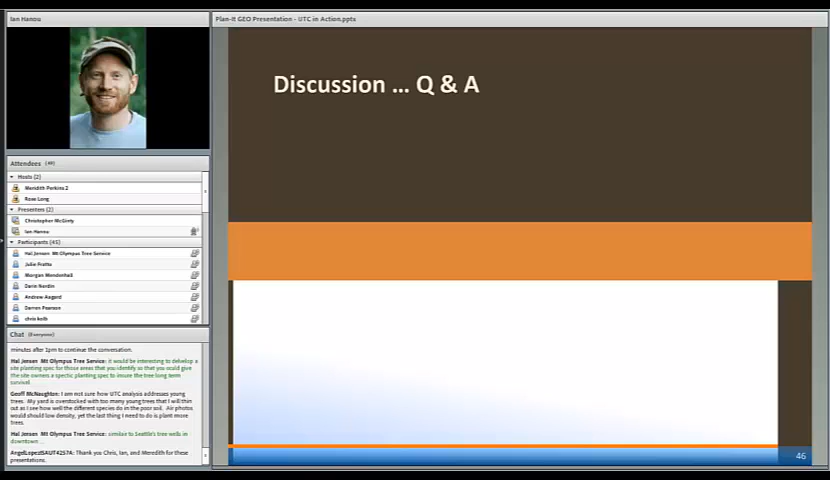 Ian Hanou
Plan-It GEO Presentation - UTC in Action.ppts
Discussion ... Q & A
Attendees (49)
Hosts (2)
Meridith Perkins 2
Rose Long
Presenters (2)
Christopher McGinty
Ian Hanou
Participants (45)
Hal Jensen Mt Olympus Tree Service
Julie Fratto
Morgan Mendenhall
Darin Nordin
Andrew Aagard
Darren Pearson
chris kolb
Chat (Everyone)
minutes after 1pm to continue the conversation.
Hal Jensen Mt Olympus Tree Service: it would be interesting to develop a
site planting spec for those areas that you identify so that you could give
the site owners a spectic planting spec to insure the tree long term
survival
Geoff McNaughton: I am not sure how UTC analysis addresses young
trees. My yard is overstocked with too many young trees that I will thin
out as I see how well the different species do in the poor soil. Air photos
would should low density, yet the last thing I need to do is plant more
trees.
Hal Jensen Mt Olympus Tree Service: similar to Seattle's tree wells in
downtown ..
AngelLopezSAUT4257A: Thank you Chris, Ian, and Meredith for these
presentations.
46